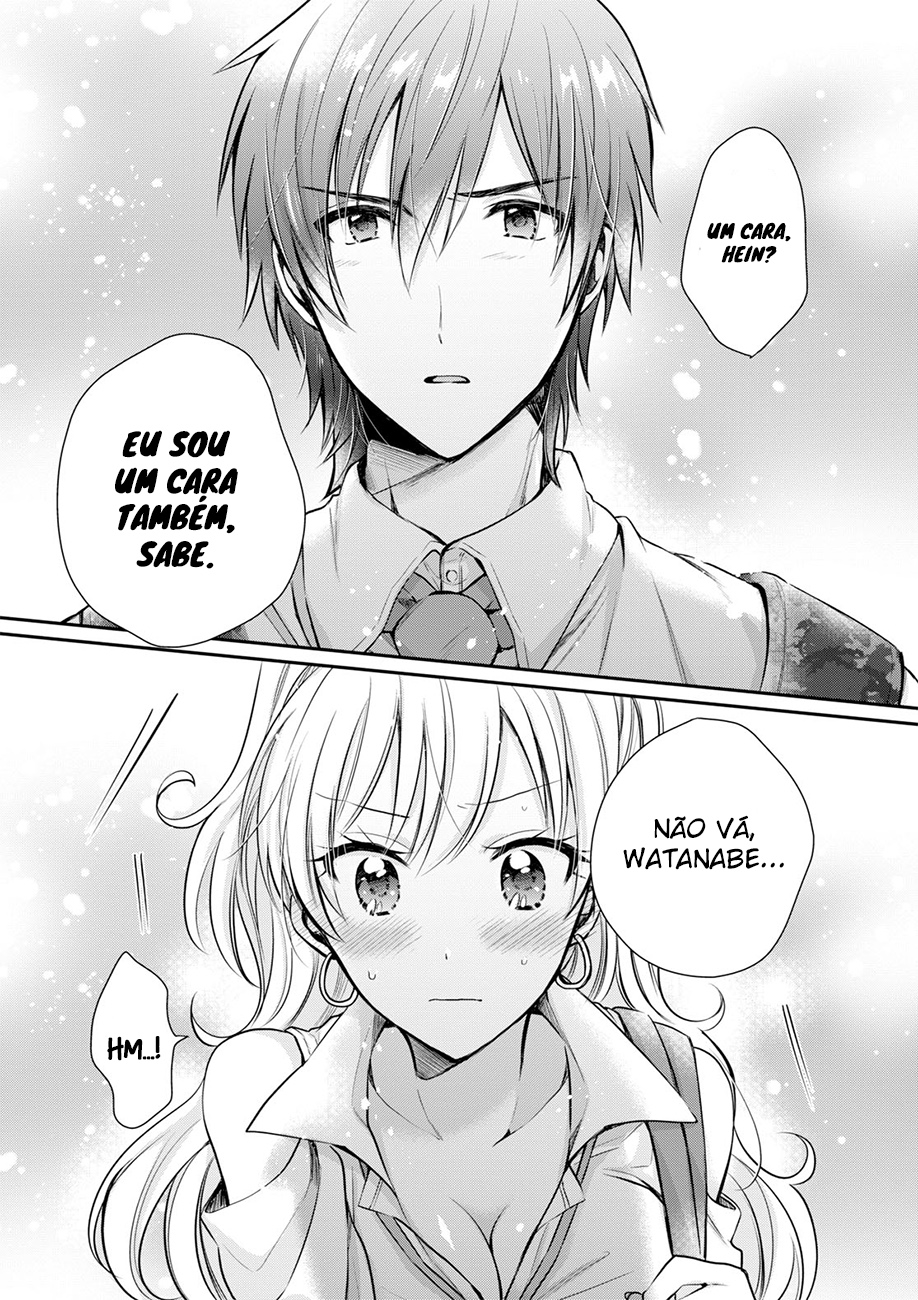 UM CARA,
HEIN?
EU SOU
UM CARA
TAMBÉM,
SABE.
NÃO VÁ,
WATANABE...
HM...!